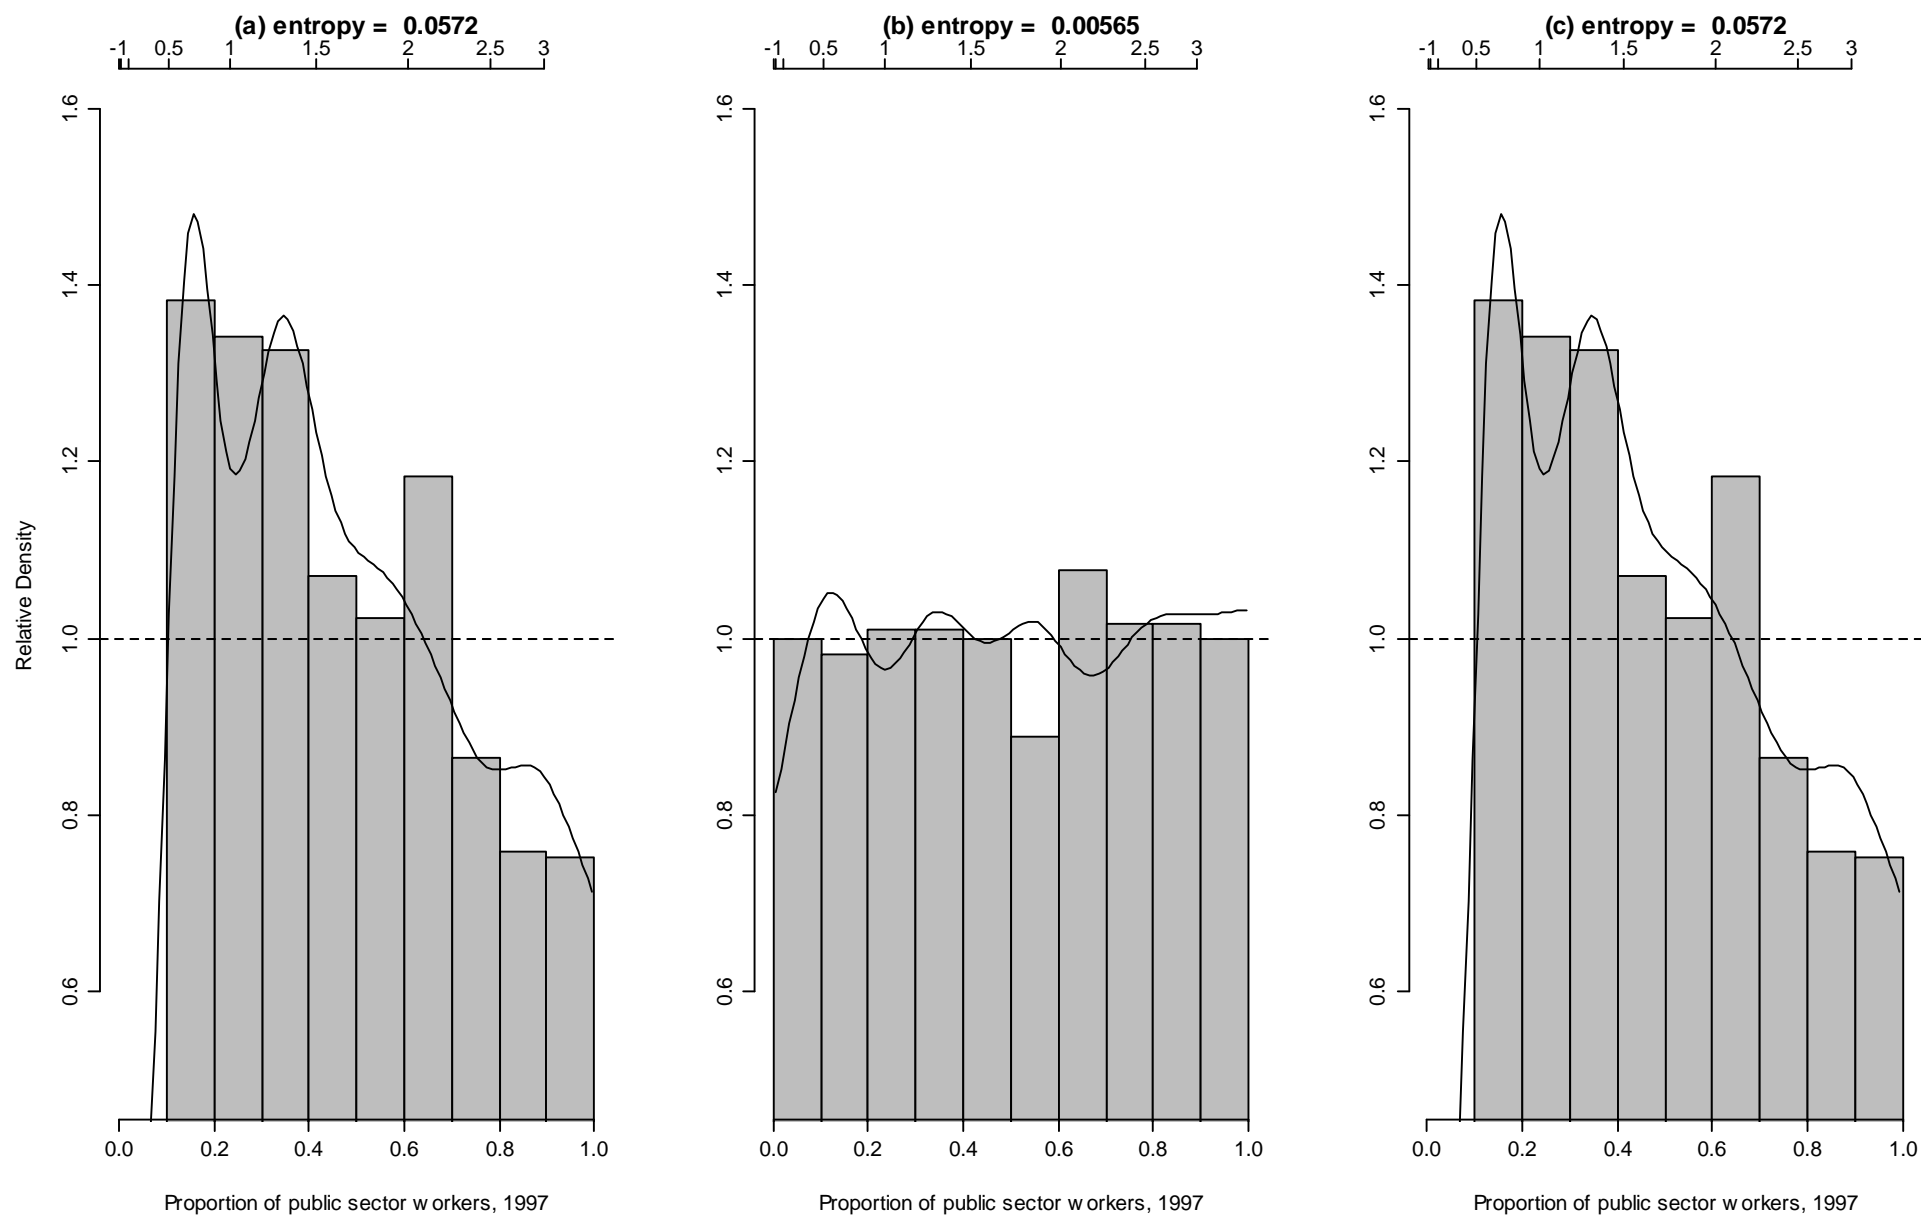 (a) entropy = 0.0572
-1 0.5 1 1.5 2 2.5 3
1.6
1.4
1.2
1.0
0.8
0.6
Relative Density
0.0 0.2 0.4 0.6 0.8 1.0
Proportion of public sector workers, 1997
(b) entropy = 0.00565
-1 0.5 1 1.5 2 2.5 3
1.6
1.4
1.2
1.0
0.8
0.6
0.0 0.2 0.4 0.6 0.8 1.0
Proportion of public sector workers, 1997
(c) entropy = 0.0572
-1 0.5 1 1.5 2 2.5 3
1.6
1.4
1.2
1.0
0.8
0.6
0.0 0.2 0.4 0.6 0.8 1.0
Proportion of public sector workers, 1997